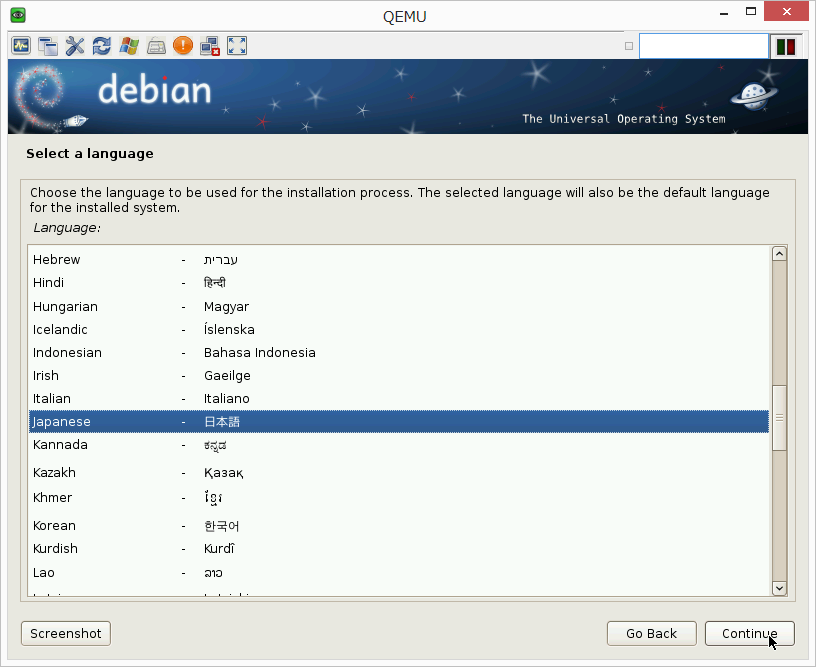 QEMU
debian
The Universal Operating System
Select a language
Choose the language to be used for the installation process. The selected language will also be the default language
for the installed system.
Language:
Hebrew - עברית
Hindi - हिन्दी
Hungarian - Magyar
Icelandic - Íslenska
Indonesian - Bahasa Indonesia
Irish - Gaeilge
Italian - Italiano
Japanese - 日本語
Kannada - ಕನ್ನಡ
Kazakh - Қазақ
Khmer - ខ្មែរ
Korean - 한국어
Kurdish - Kurdî
Lao - ລາວ
Screenshot
Go Back
Continue